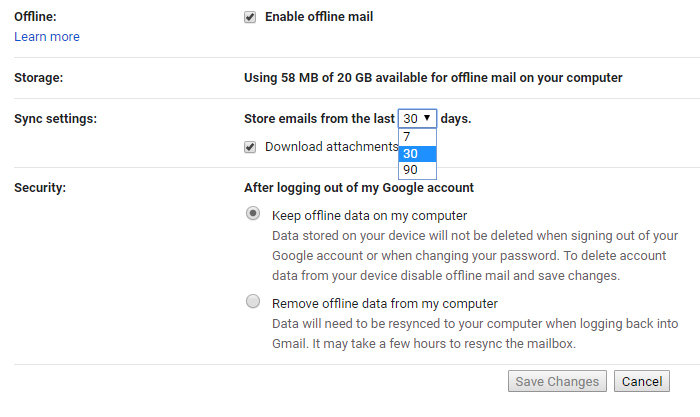 Offline:
Enable offline mail
Learn more
Storage:
Using 58 MB of 20 GB available for offline mail on your computer
Sync settings:
Store emails from the last 30 days.
7
Download attachments
30
90
Security:
After logging out of my Google account
Keep offline data on my computer
Data stored on your device will not be deleted when signing out of your
Google account or when changing your password. To delete account
data from your device disable offline mail and save changes.
Remove offline data from my computer
Data will need to be resynced to your computer when logging back into
Gmail. It may take a few hours to resync the mailbox.
Save Changes
Cancel